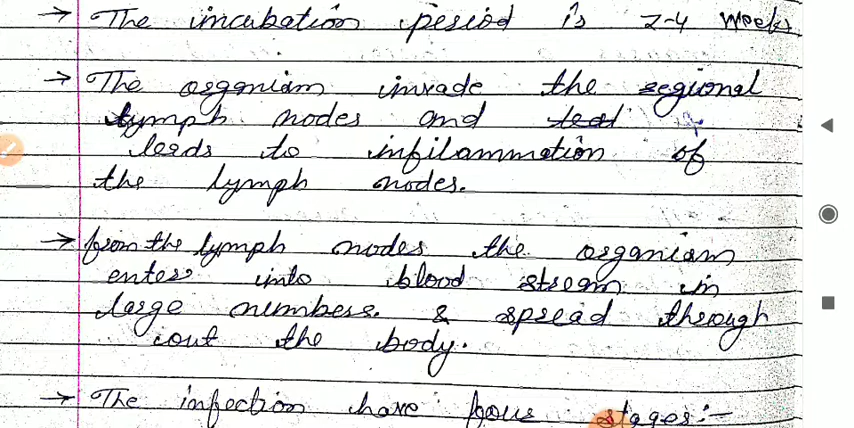 → The incubation period is 2-4 weeks
→ The organism invade the regional
lymph nodes and
leads to infilammation of
the lymph nodes.
→ from the lymph nodes the organism
enters into blood stream in
large numbers. & spread through
out the body.
→ The infection have four stages:-